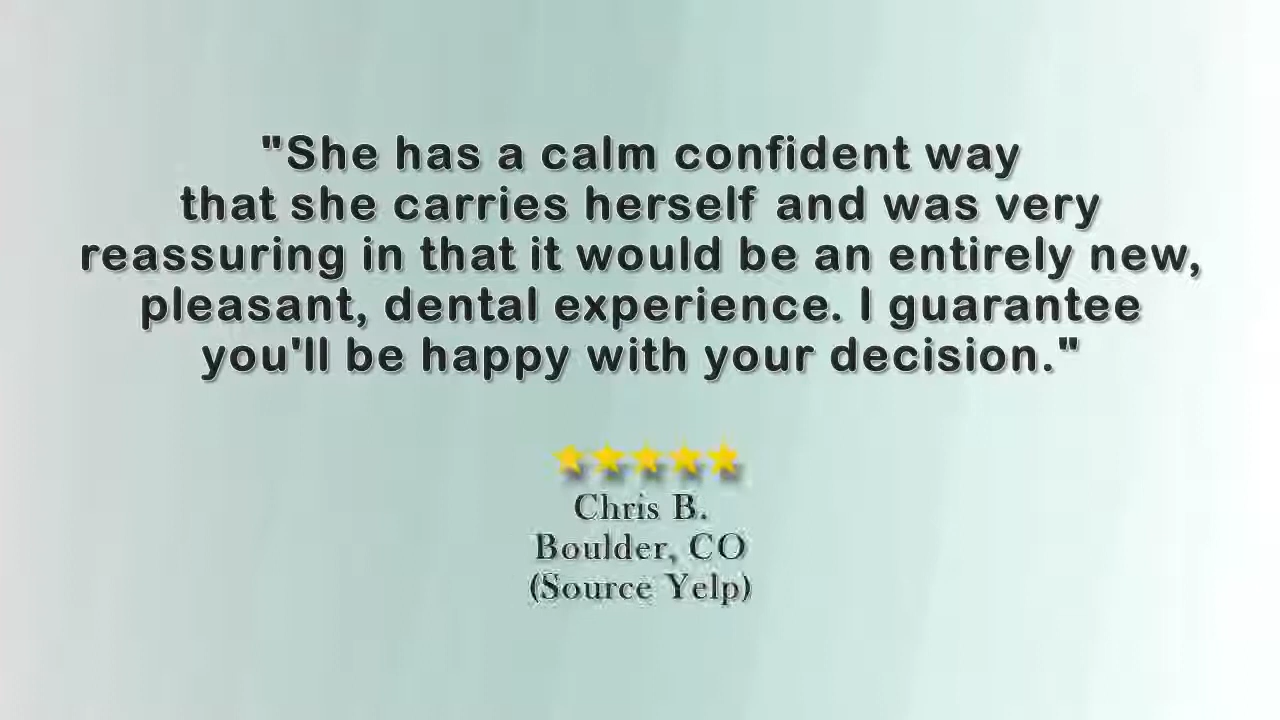 "She has a calm confident way
that she carries herself and was very
reassuring in that it would be an entirely new,
pleasant, dental experience. I guarantee
you'll be happy with your decision."
Chris B.
Boulder, CO
(Source Yelp)